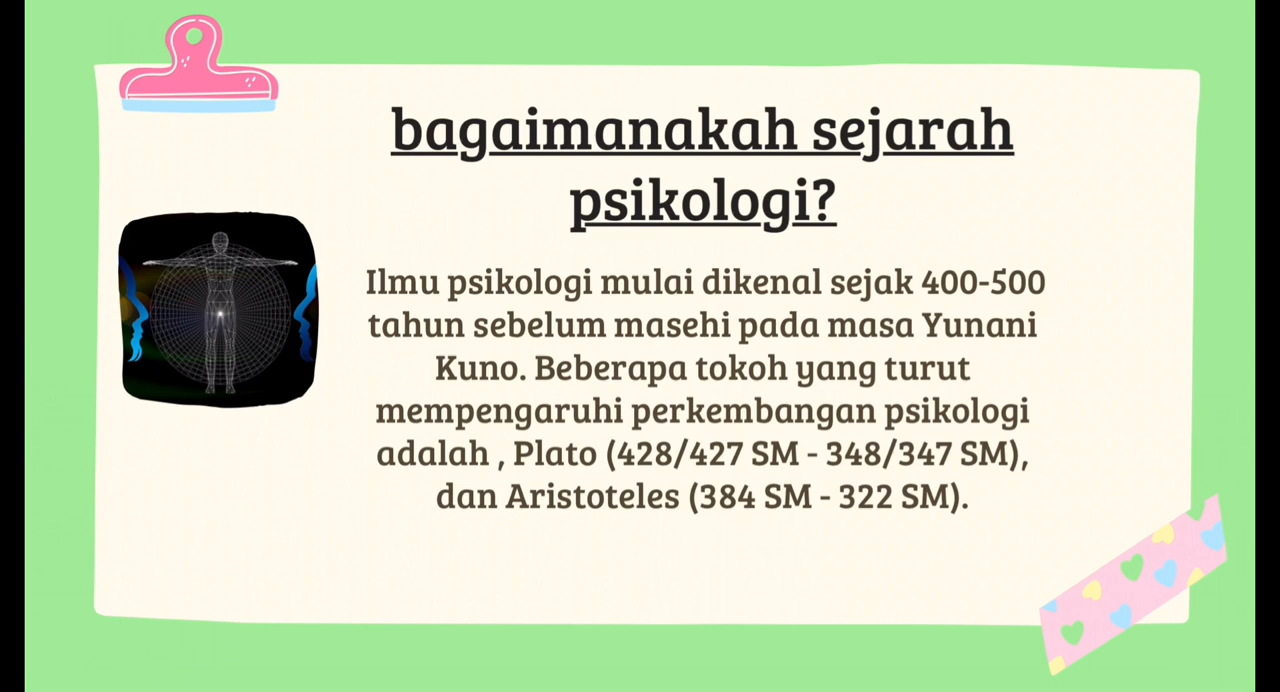 bagaimanakah sejarah
psikologi?
Ilmu psikologi mulai dikenal sejak 400-500
tahun sebelum masehi pada masa Yunani
Kuno. Beberapa tokoh yang turut
mempengaruhi perkembangan psikologi
adalah , Plato (428/427 SM - 348/347 SM),
dan Aristoteles (384 SM - 322 SM).